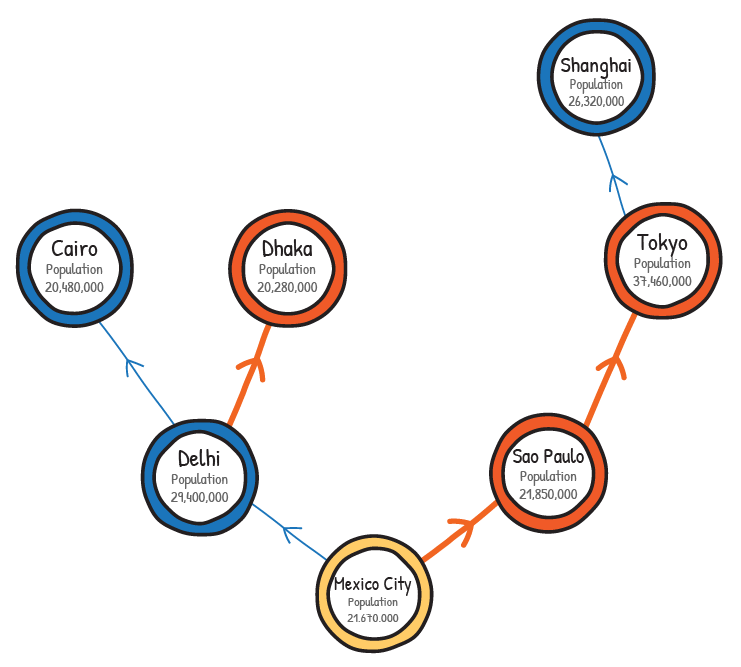 Shanghai
Population
26,320,000
Cairo
Population
20,480,000
Dhaka
Population
20,280,000
Tokyo
Population
37,460,000
Delhi
Population
29,400,000
Sao Paulo
Population
21,850,000
Mexico City
Population
21.670.000